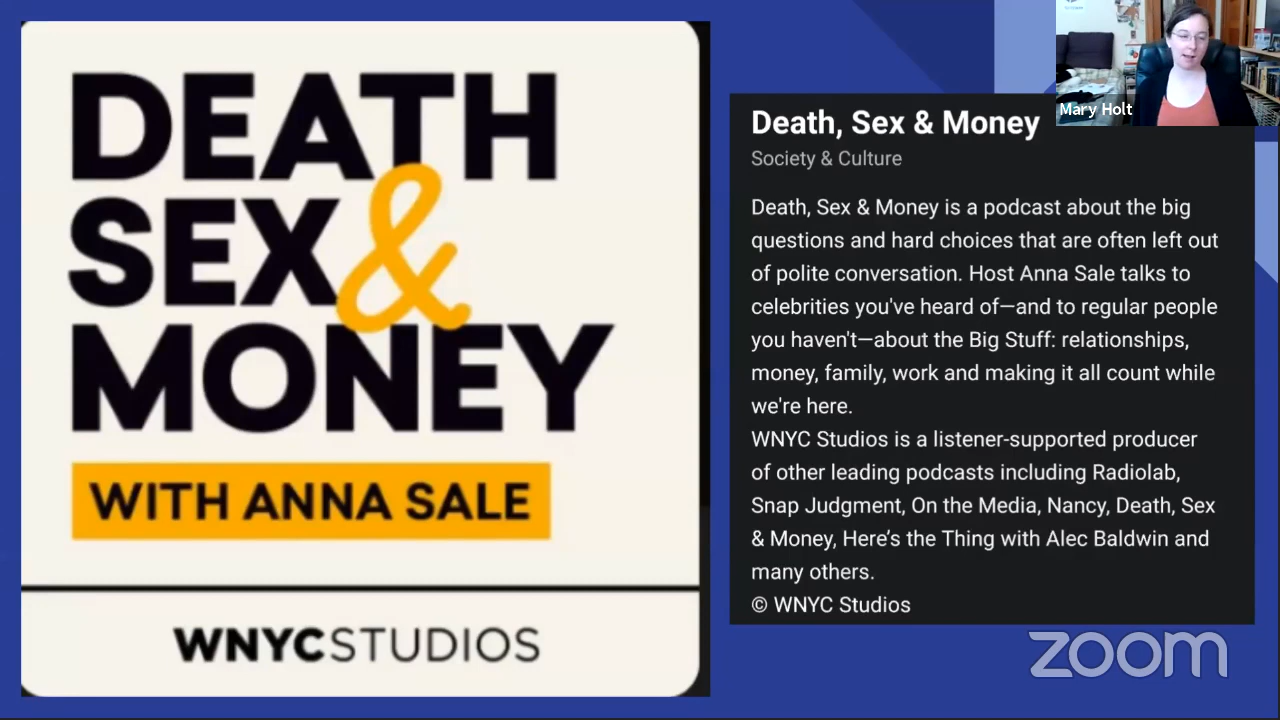 DEATH
SEX &
MONEY
WITH ANNA SALE
WNYCSTUDIOS
Mary Holt
Death, Sex & Money
Society & Culture
Death, Sex & Money is a podcast about the big
questions and hard choices that are often left out
of polite conversation. Host Anna Sale talks to
celebrities you've heard of—and to regular people
you haven't—about the Big Stuff: relationships,
money, family, work and making it all count while
we're here.
WNYC Studios is a listener-supported producer
of other leading podcasts including Radiolab,
Snap Judgment, On the Media, Nancy, Death, Sex
& Money, Here’s the Thing with Alec Baldwin and
many others.
© WNYC Studios
zoom